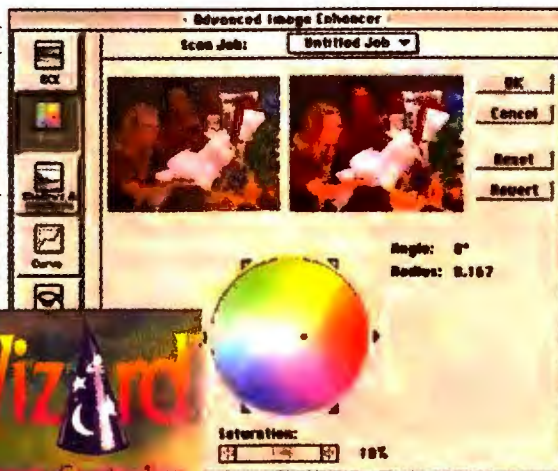 Advanced Image Enhancer
Scan Job: Untitled Job
OK
Cancel
Reset
Revert
Curve
Angle: 0°
Radius: 0.167
Wizard
Saturation:
10%